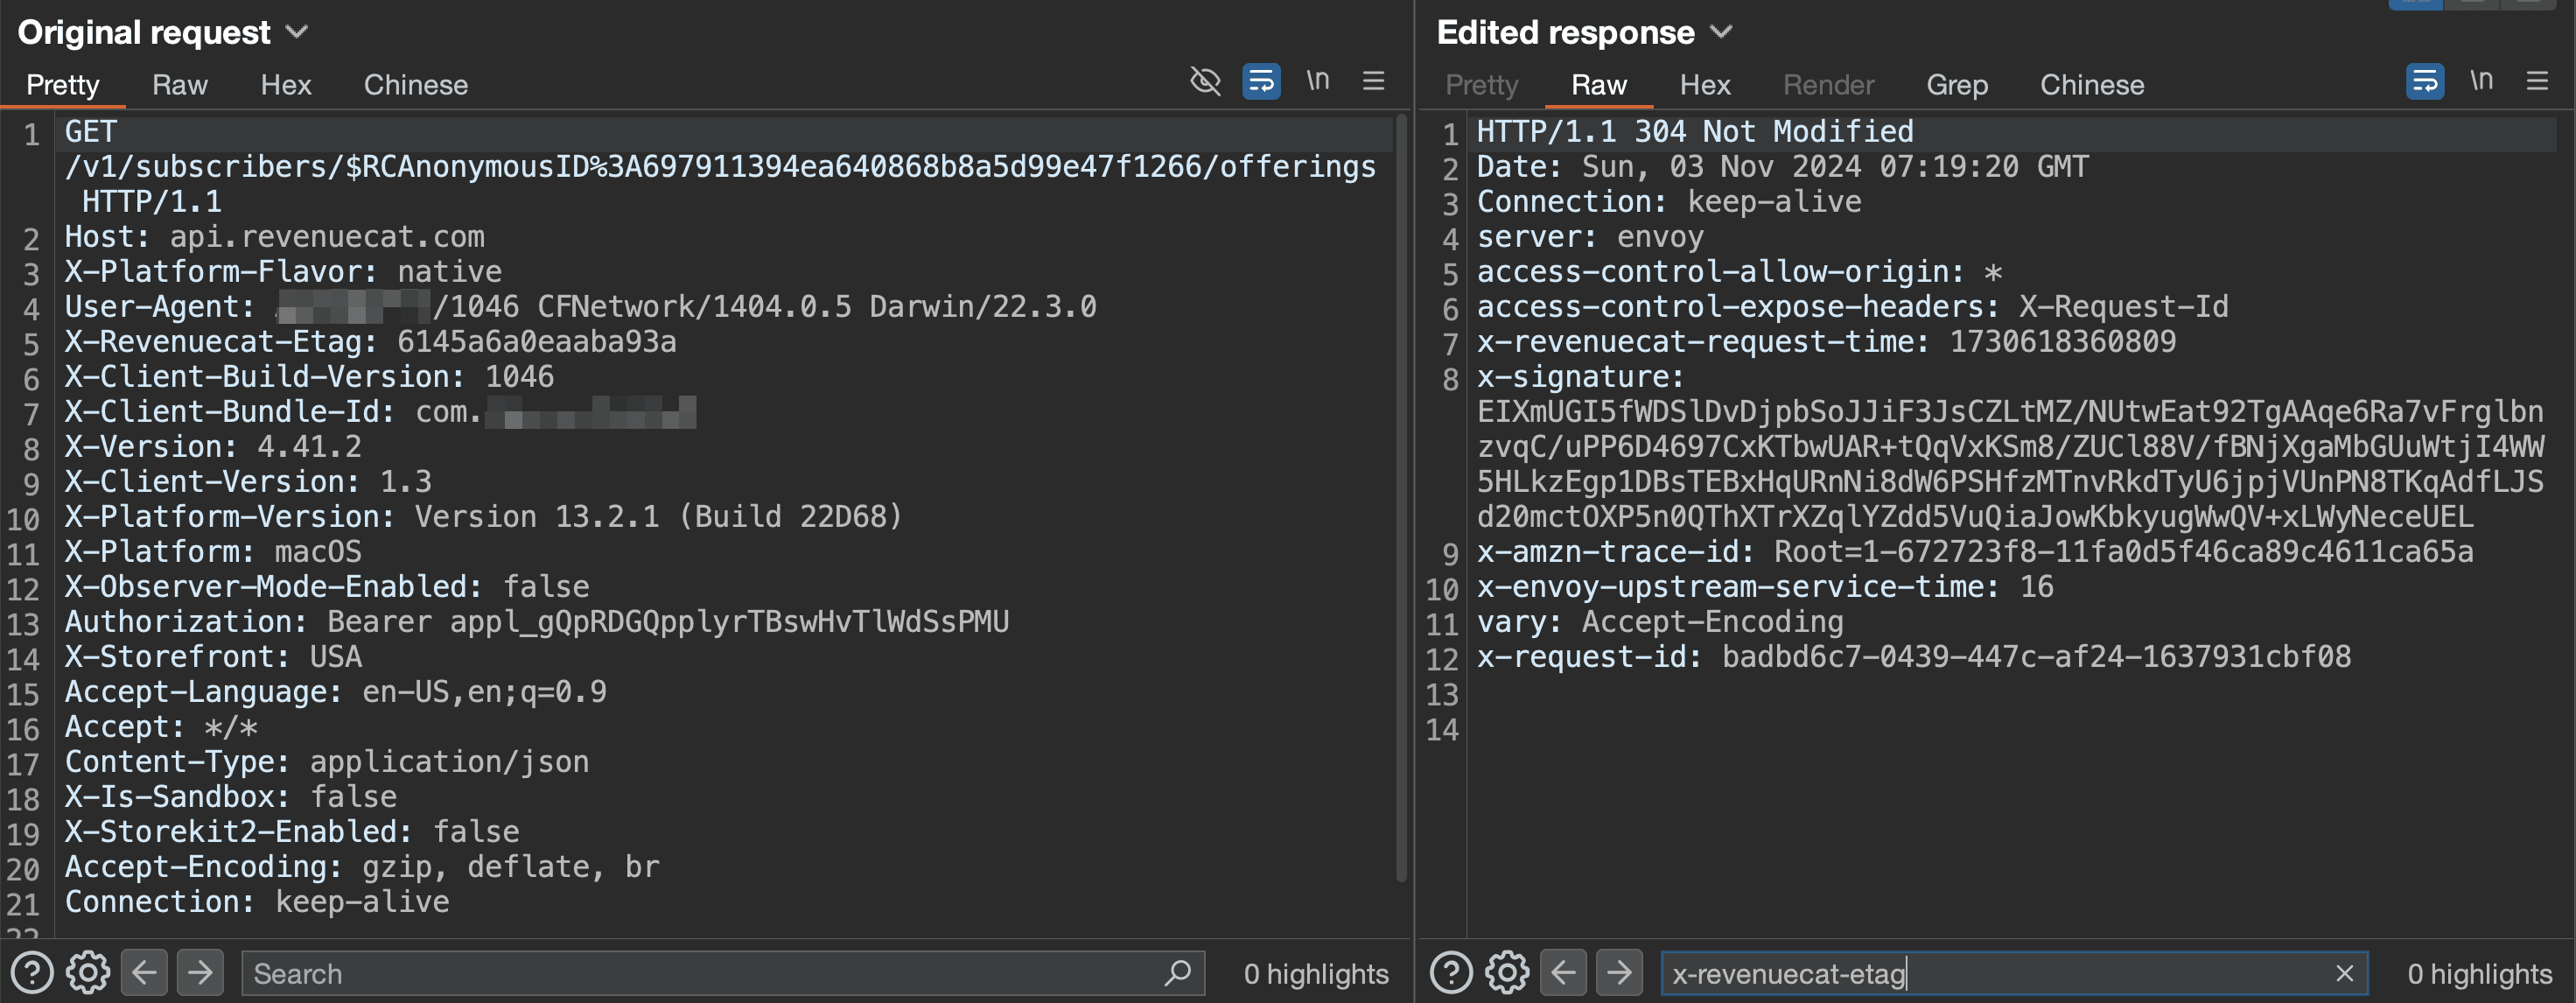 Original request
Pretty Raw Hex Chinese \n
1 GET
/v1/subscribers/$RCAnonymousID%3A697911394ea640868b8a5d99e47f1266/offerings
HTTP/1.1
2 Host: api.revenuecat.com
3 X-Platform-Flavor: native
4 User-Agent: /1046 CFNetwork/1404.0.5 Darwin/22.3.0
5 X-Revenuecat-Etag: 6145a6a0eaaba93a
6 X-Client-Build-Version: 1046
7 X-Client-Bundle-Id: com.
8 X-Version: 4.41.2
9 X-Client-Version: 1.3
10 X-Platform-Version: Version 13.2.1 (Build 22D68)
11 X-Platform: macOS
12 X-Observer-Mode-Enabled: false
13 Authorization: Bearer appl_gQpRDGQpplyrTBswHvTlWdSsPMU
14 X-Storefront: USA
15 Accept-Language: en-US,en;q=0.9
16 Accept: */*
17 Content-Type: application/json
18 X-Is-Sandbox: false
19 X-Storekit2-Enabled: false
20 Accept-Encoding: gzip, deflate, br
21 Connection: keep-alive
22
Search 0 highlights
Edited response
Pretty Raw Hex Render Grep Chinese \n
1 HTTP/1.1 304 Not Modified
2 Date: Sun, 03 Nov 2024 07:19:20 GMT
3 Connection: keep-alive
4 server: envoy
5 access-control-allow-origin: *
6 access-control-expose-headers: X-Request-Id
7 x-revenuecat-request-time: 1730618360809
8 x-signature:
EIXmUGI5fWDSlDvDjpbSoJJiF3JsCZLtMZ/NUtwEat92TgAAqe6Ra7vFrglbn
zvqC/uPP6D4697CxKTbwUAR+tQqVxKSm8/ZUCl88V/fBNjXgaMbGUuWtjI4WW
5HLkzEgp1DBsTEBxHqURnNi8dW6PSHfzMTnvRkdTyU6jpjVUnPN8TKqAdfLJS
d20mctOXP5n0QThXTrXZqlYZdd5VuQiaJowKbkyugWwQV+xLWyNeceUEL
9 x-amzn-trace-id: Root=1-672723f8-11fa0d5f46ca89c4611ca65a
10 x-envoy-upstream-service-time: 16
11 vary: Accept-Encoding
12 x-request-id: badbd6c7-0439-447c-af24-1637931cbf08
13
14
x-revenuecat-etag 0 highlights